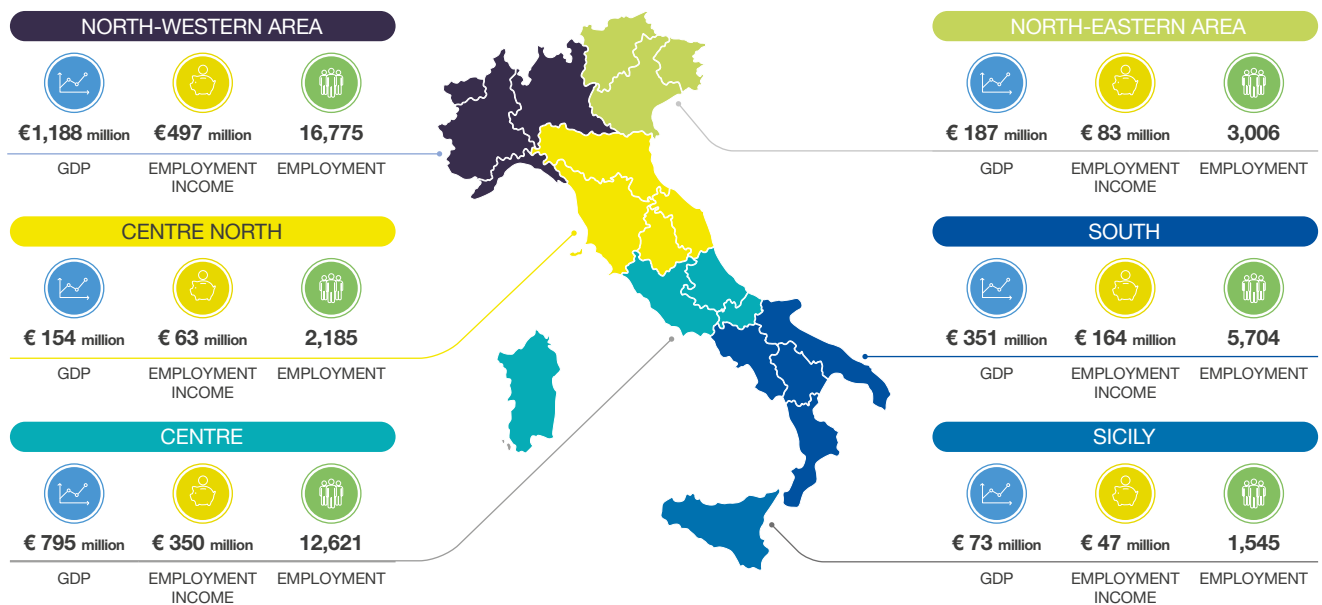 NORTH-WESTERN AREA
€1,188 million €497 million 16,775
GDP EMPLOYMENT INCOME EMPLOYMENT
CENTRE NORTH
€ 154 million € 63 million 2,185
GDP EMPLOYMENT INCOME EMPLOYMENT
CENTRE
€ 795 million € 350 million 12,621
GDP EMPLOYMENT INCOME EMPLOYMENT
NORTH-EASTERN AREA
€ 187 million € 83 million 3,006
GDP EMPLOYMENT INCOME EMPLOYMENT
SOUTH
€ 351 million € 164 million 5,704
GDP EMPLOYMENT INCOME EMPLOYMENT
SICILY
€ 73 million € 47 million 1,545
GDP EMPLOYMENT INCOME EMPLOYMENT